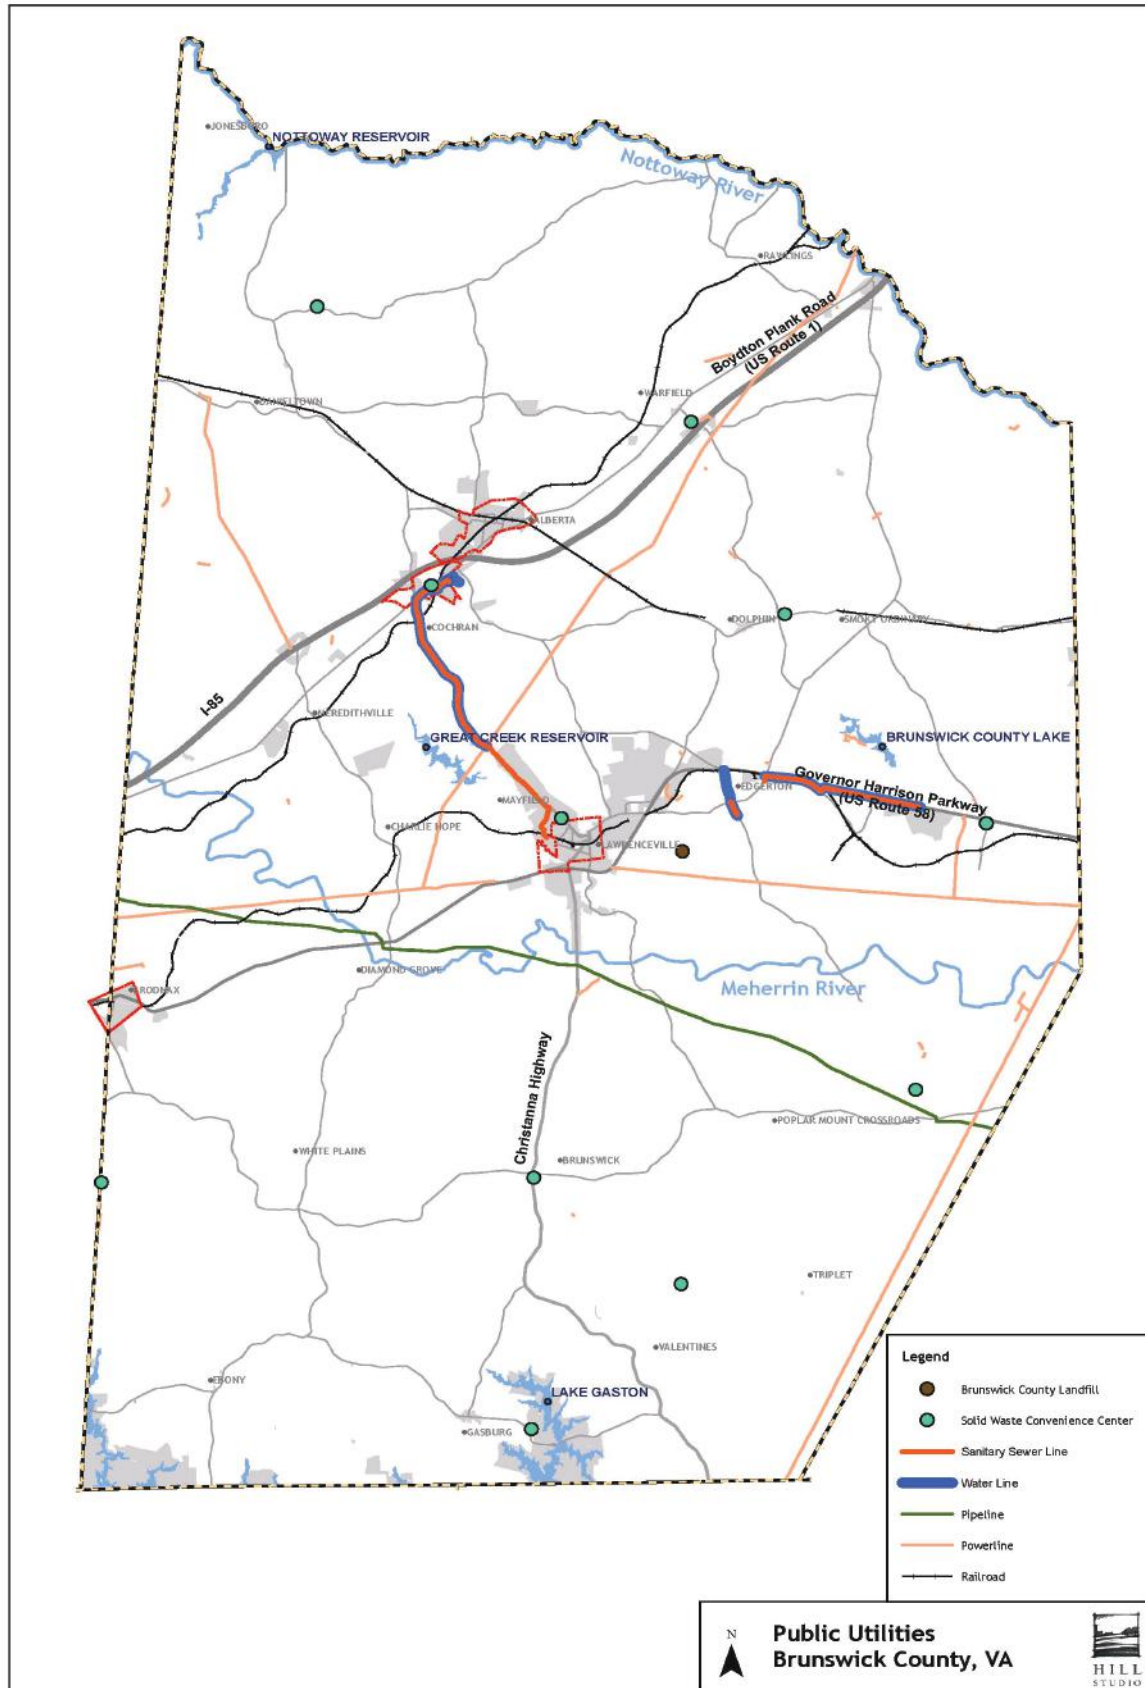 JONESBORO
NOTTOWAY RESERVOIR
Nottoway River
RAWLINGS
Boydton Plank Road
(US Route 1)
DANIELTOWN
WARFIELD
ALBERTA
COCHRAN
DOLPHIN
SMOKY ORDINARY
I-85
MEREDITHVILLE
GREAT CREEK RESERVOIR
BRUNSWICK COUNTY LAKE
Governor Harrison Parkway
(US Route 58)
EDGERTON
MAYFIELD
CHARLIE HOPE
LAWRENCEVILLE
DIAMOND GROVE
BRODNAX
Meherrin River
Christanna Highway
POPLAR MOUNT CROSSROADS
WHITE PLAINS
BRUNSWICK
TRIPLET
VALENTINES
EBONY
LAKE GASTON
GASBURG
Legend
Brunswick County Landfill
Solid Waste Convenience Center
Sanitary Sewer Line
Water Line
Pipeline
Powerline
Railroad
N
Public Utilities
Brunswick County, VA
HILL
STUDIO